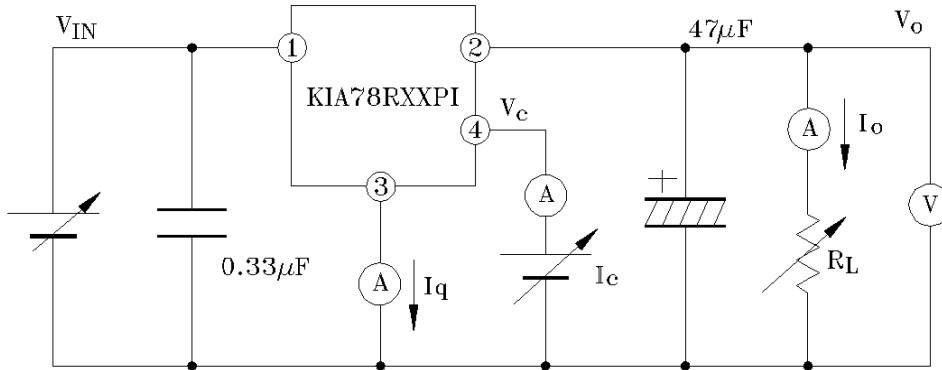 V_IN
1
2
47μF
V_o
KIA78RXXPI
V_c
4
A
I_o
3
A
+
V
0.33μF
A
I_q
I_c
R_L